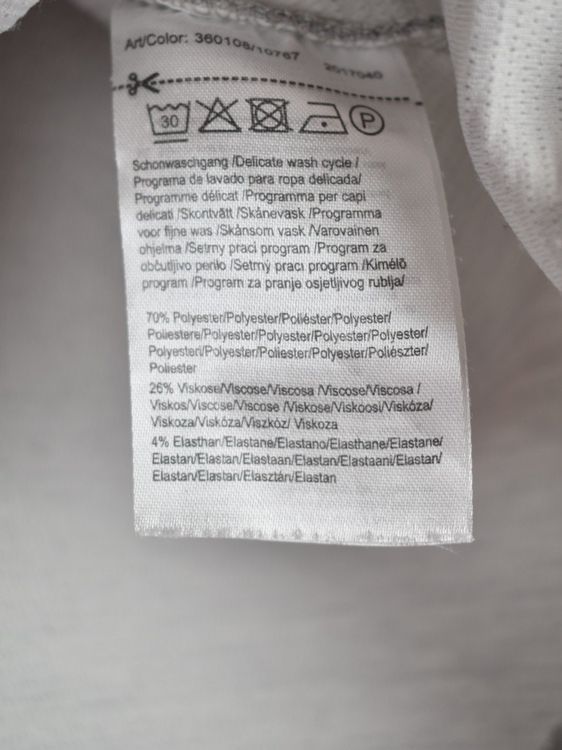 Art/Color: 360108/10767
2017040
30
P
Schonwaschgang /Delicate wash cycle /
Programa de lavado para ropa delicada/
Programme délicat /Programma per capi
delicati /Skontvätt /Skånevask /Programma
voor fijne was /Skånsom vask /Varovainen
ohjelma /Šetrný prací program /Program za
občutljivo perilo /Šetrný prací program /Kímélő
program /Program za pranje osjetljivog rublja/
70% Polyester/Polyester/Poliéster/Polyester/
Poliestere/Polyester/Polyester/Polyester/Polyester/
Polyesteri/Polyester/Poliester/Polyester/Poliészter/
Poliester
26% Viskose/Viscose/Viscosa /Viscose/Viscosa /
Viskos/Viscose/Viscose /Viskose/Viskoosi/Viskóza/
Viskoza/Viskóza/Viszkóz/ Viskoza
4% Elasthan/Elastane/Elastano/Elasthane/Elastane/
Elastan/Elastan/Elastaan/Elastan/Elastaani/Elastan/
Elastan/Elastan/Elasztán/Elastan